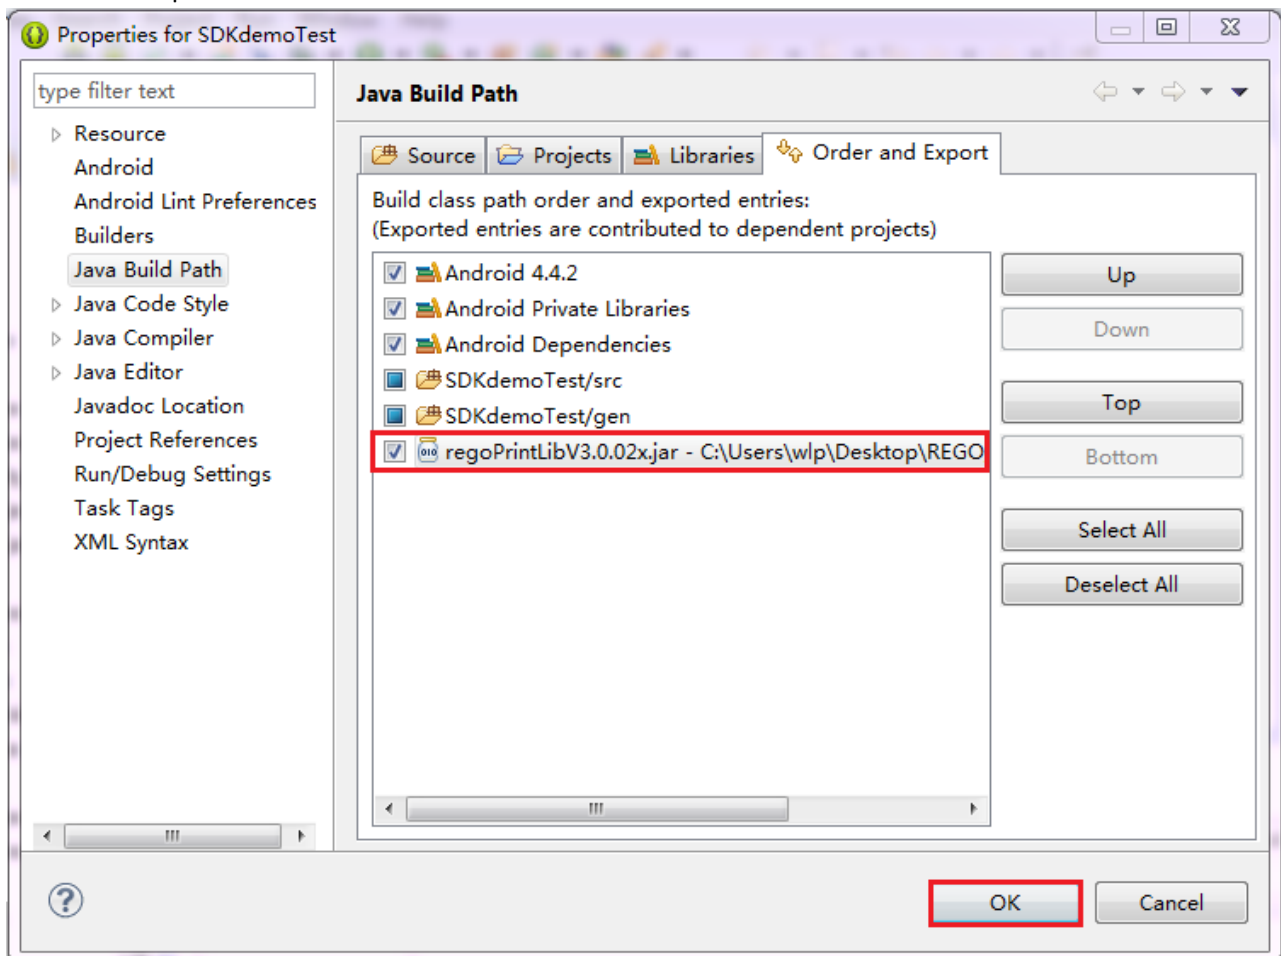 Properties for SDKdemoTest
type filter text
Resource
Android
Android Lint Preferences
Builders
Java Build Path
Java Code Style
Java Compiler
Java Editor
Javadoc Location
Project References
Run/Debug Settings
Task Tags
XML Syntax
Java Build Path
Source Projects Libraries Order and Export
Build class path order and exported entries:
(Exported entries are contributed to dependent projects)
Android 4.4.2
Android Private Libraries
Android Dependencies
SDKdemoTest/src
SDKdemoTest/gen
regoPrintLibV3.0.02x.jar - C:\Users\wlp\Desktop\REGO
Up
Down
Top
Bottom
Select All
Deselect All
OK Cancel